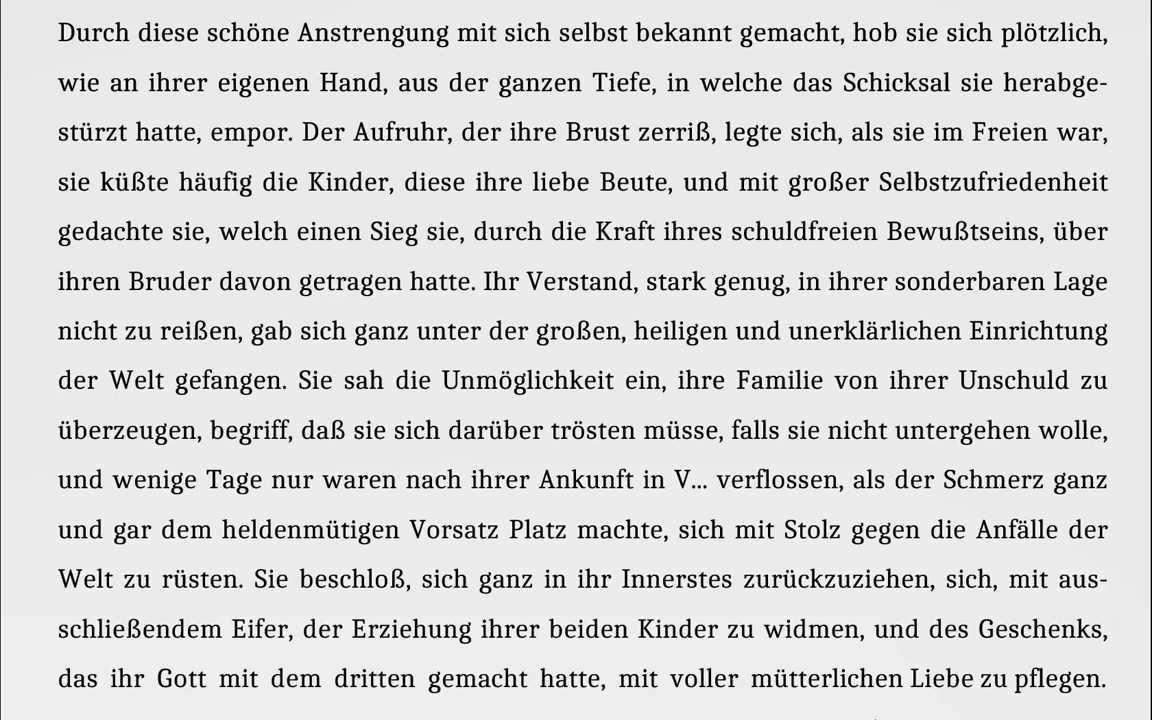 Durch diese schöne Anstrengung mit sich selbst bekannt gemacht, hob sie sich plötzlich,
wie an ihrer eigenen Hand, aus der ganzen Tiefe, in welche das Schicksal sie herabge-
stürzt hatte, empor. Der Aufruhr, der ihre Brust zerriß, legte sich, als sie im Freien war,
sie küßte häufig die Kinder, diese ihre liebe Beute, und mit großer Selbstzufriedenheit
gedachte sie, welch einen Sieg sie, durch die Kraft ihres schuldfreien Bewußtseins, über
ihren Bruder davon getragen hatte. Ihr Verstand, stark genug, in ihrer sonderbaren Lage
nicht zu reißen, gab sich ganz unter der großen, heiligen und unerklärlichen Einrichtung
der Welt gefangen. Sie sah die Unmöglichkeit ein, ihre Familie von ihrer Unschuld zu
überzeugen, begriff, daß sie sich darüber trösten müsse, falls sie nicht untergehen wolle,
und wenige Tage nur waren nach ihrer Ankunft in V... verflossen, als der Schmerz ganz
und gar dem heldenmütigen Vorsatz Platz machte, sich mit Stolz gegen die Anfälle der
Welt zu rüsten. Sie beschloß, sich ganz in ihr Innerstes zurückzuziehen, sich, mit aus-
schließendem Eifer, der Erziehung ihrer beiden Kinder zu widmen, und des Geschenks,
das ihr Gott mit dem dritten gemacht hatte, mit voller mütterlichen Liebe zu pflegen.